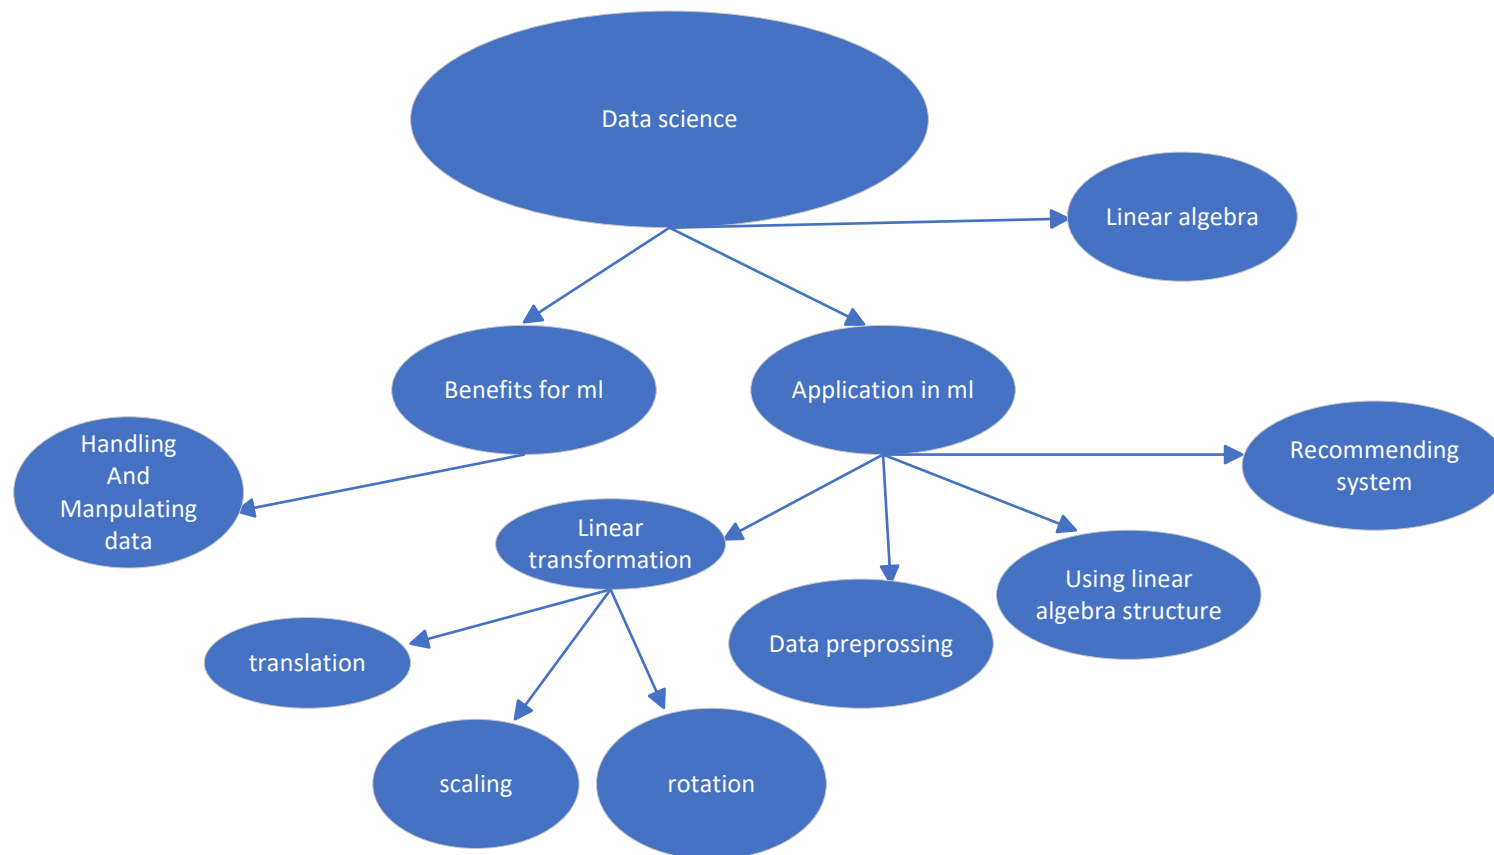 Data science
Linear algebra
Benefits for ml
Application in ml
Handling
And
Manpulating
data
Recommending
system
Linear
transformation
Using linear
algebra structure
Data preprossing
translation
scaling
rotation